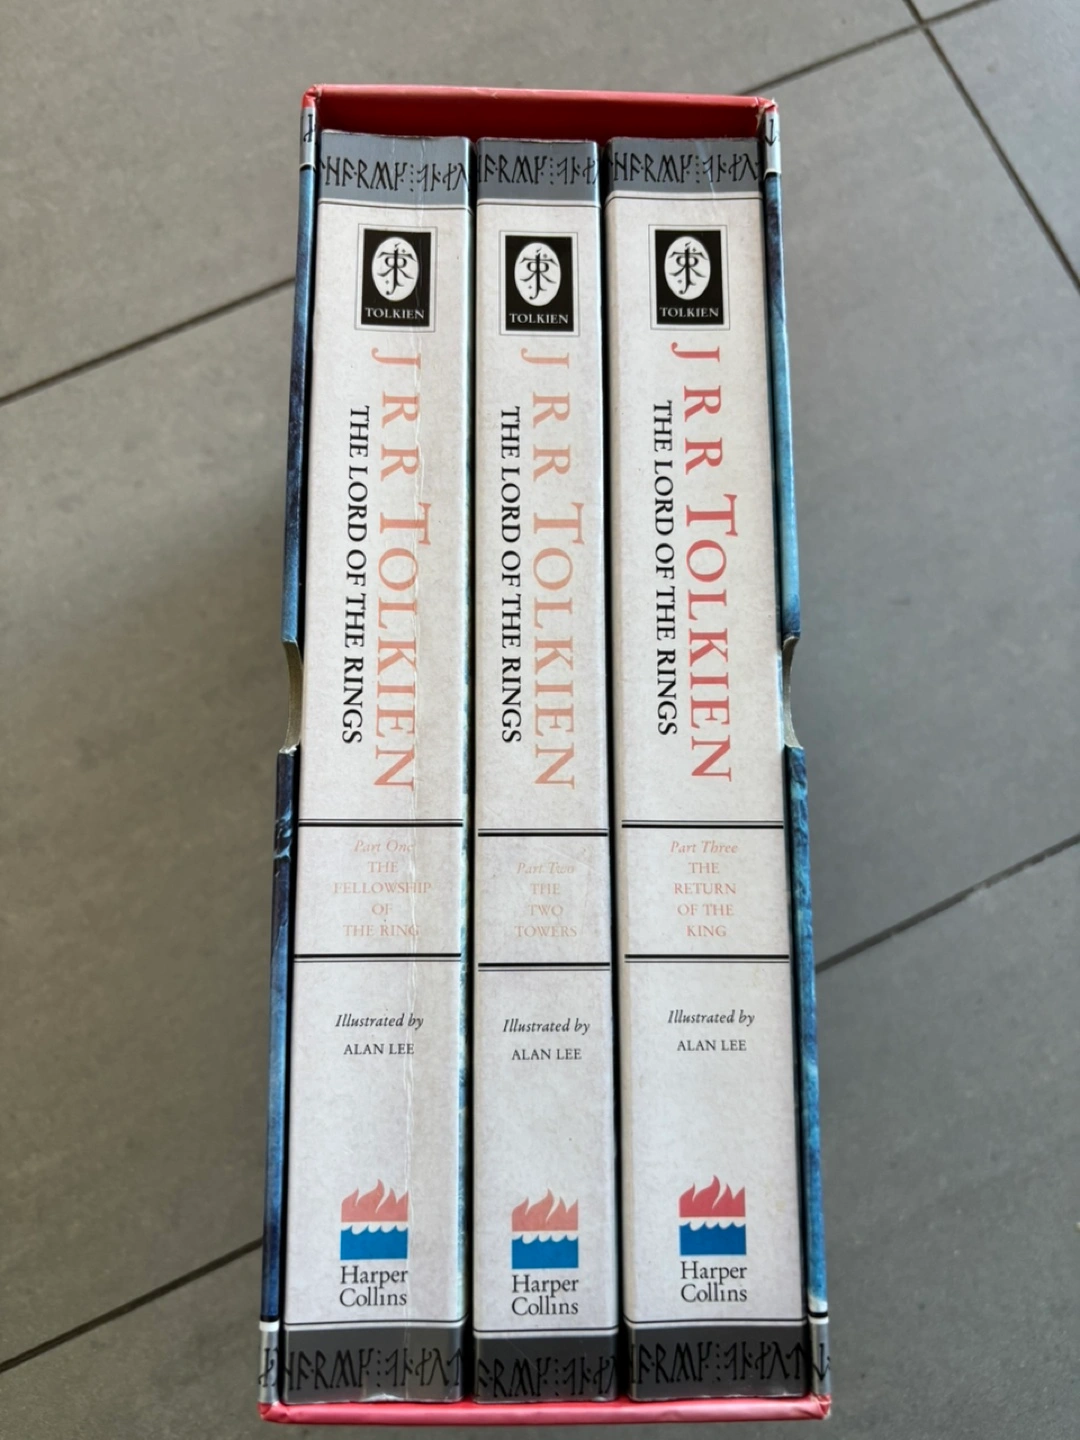 TOLKIEN
J R R TOLKIEN
THE LORD OF THE RINGS
Part One
THE
FELLOWSHIP
OF
THE RING
Illustrated by
ALAN LEE
Harper
Collins
TOLKIEN
J R R TOLKIEN
THE LORD OF THE RINGS
Part Two
THE
TWO
TOWERS
Illustrated by
ALAN LEE
Harper
Collins
TOLKIEN
J R R TOLKIEN
THE LORD OF THE RINGS
Part Three
THE
RETURN
OF THE
KING
Illustrated by
ALAN LEE
Harper
Collins